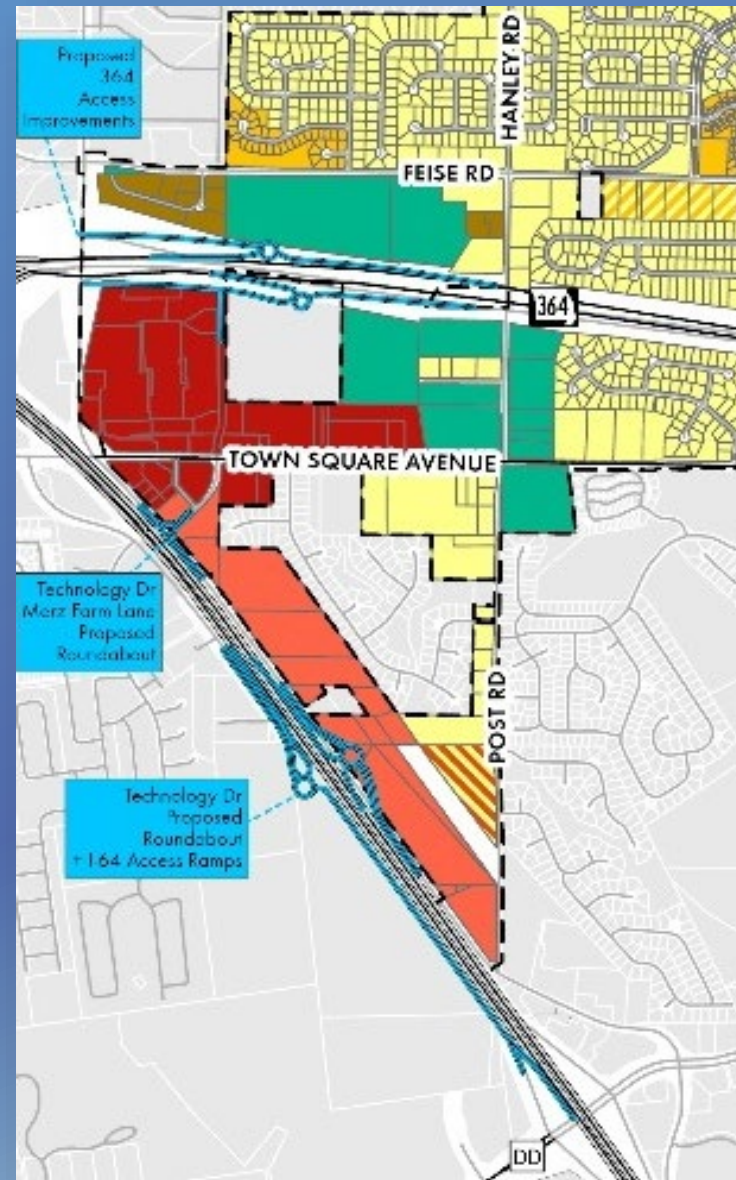 HANLEY RD
Proposed
364
Access
Improvements
FEISE RD
364
TOWN SQUARE AVENUE
Technology Dr
Merz Farm Lane
Proposed
Roundabout
POST RD
Technology Dr
Proposed
Roundabout
+ I-64 Access Ramps
DD